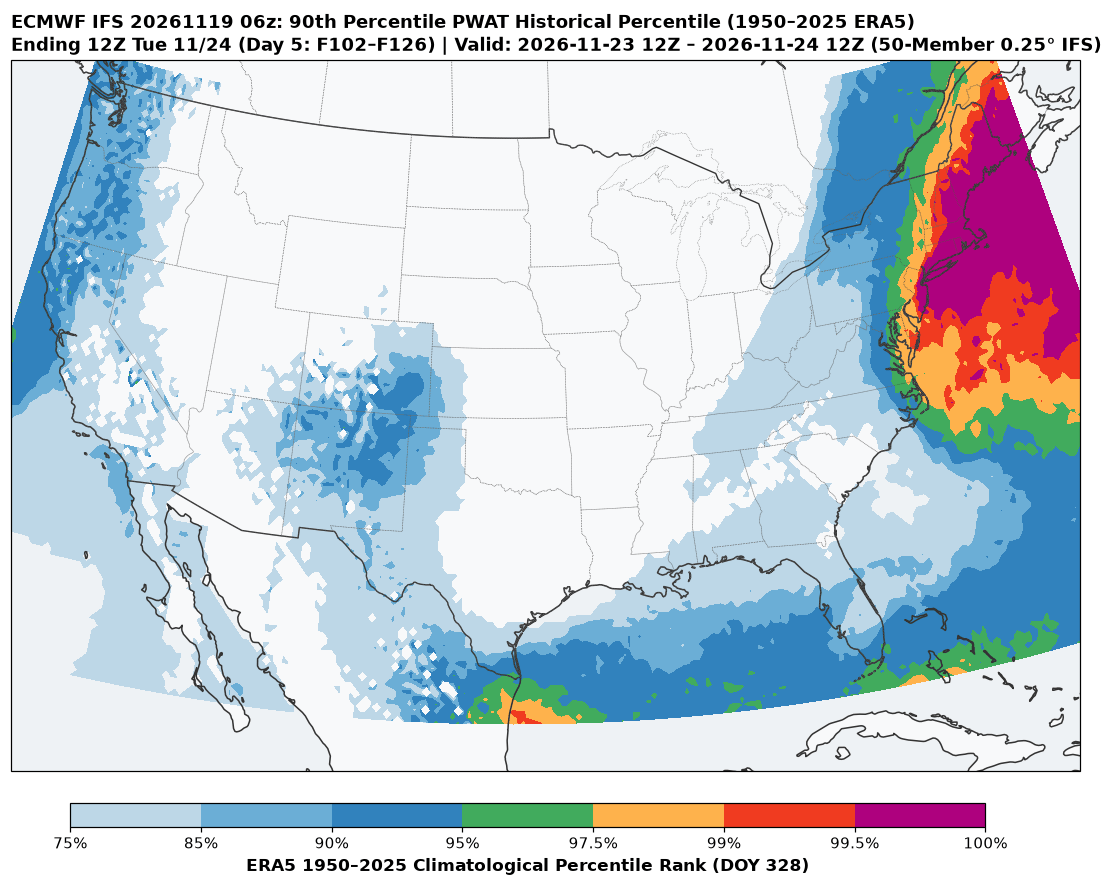 ECMWF IFS 20261119 06z: 90th Percentile PWAT Historical Percentile (1950–2025 ERA5)
Ending 12Z Tue 11/24 (Day 5: F102–F126) | Valid: 2026-11-23 12Z – 2026-11-24 12Z (50-Member 0.25° IFS)
75% 85% 90% 95% 97.5% 99% 99.5% 100%
ERA5 1950–2025 Climatological Percentile Rank (DOY 328)